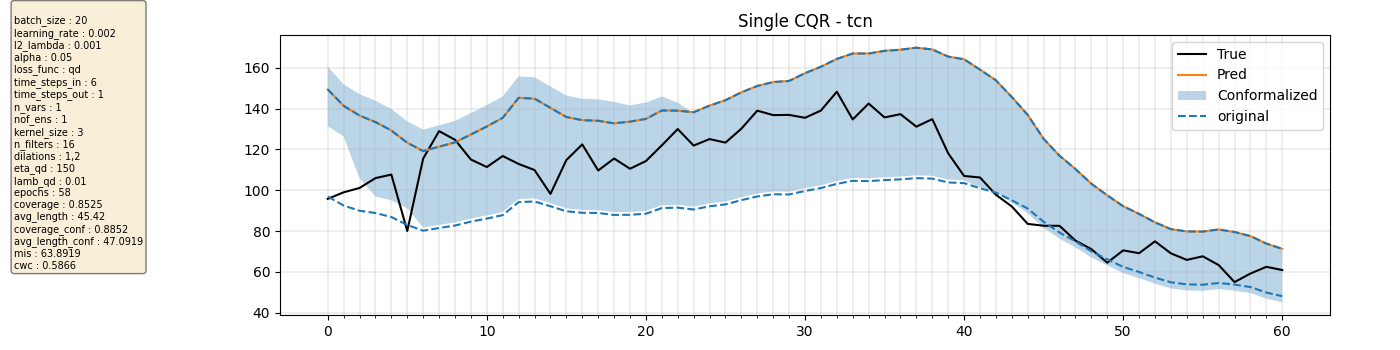 Single CQR - tcn
batch_size : 20
learning_rate : 0.002
l2_lambda : 0.001
alpha : 0.05
loss_func : qd
time_steps_in : 6
time_steps_out : 1
n_vars : 1
nof_ens : 1
kernel_size : 3
n_filters : 16
dilations : 1,2
eta_qd : 150
lamb_qd : 0.01
epochs : 58
coverage : 0.8525
avg_length : 45.42
coverage_conf : 0.8852
avg_length_conf : 47.0919
mis : 63.8919
cwc : 0.5866
160
140
120
100
80
60
40
0 10 20 30 40 50 60
True
Pred
Conformalized
original